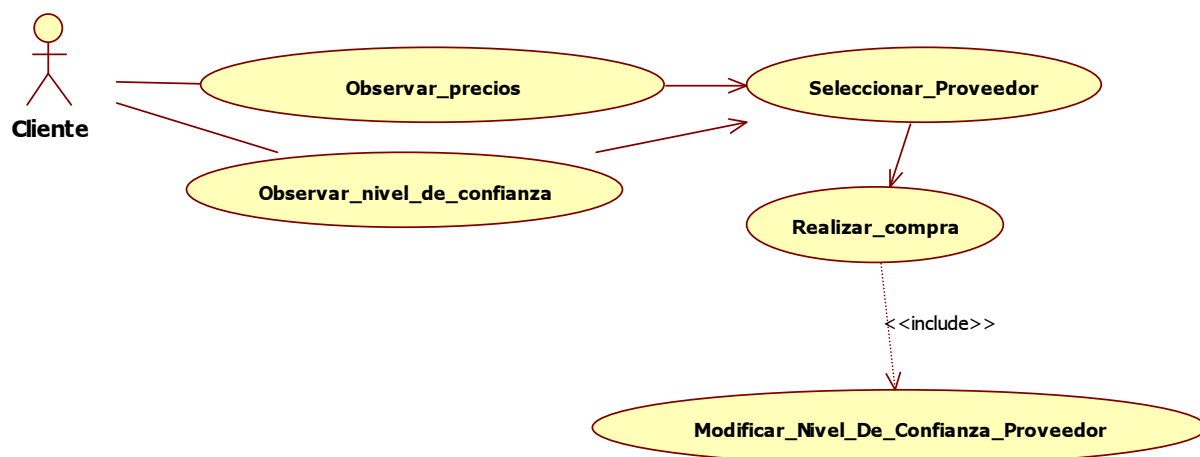 Cliente
Observar_precios
Seleccionar_Proveedor
Observar_nivel_de_confianza
Realizar_compra
<<include>>
Modificar_Nivel_De_Confianza_Proveedor